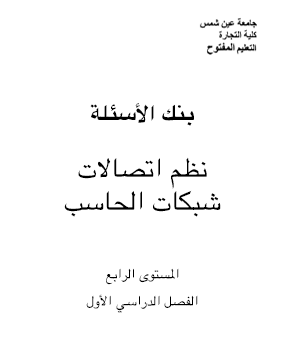 جامعة عين شمس
كلية التجارة
التعليم المفتوح
بنك الأسئلة
نظم اتصالات
شبكات الحاسب
المستوى الرابع
الفصل الدراسي الأول